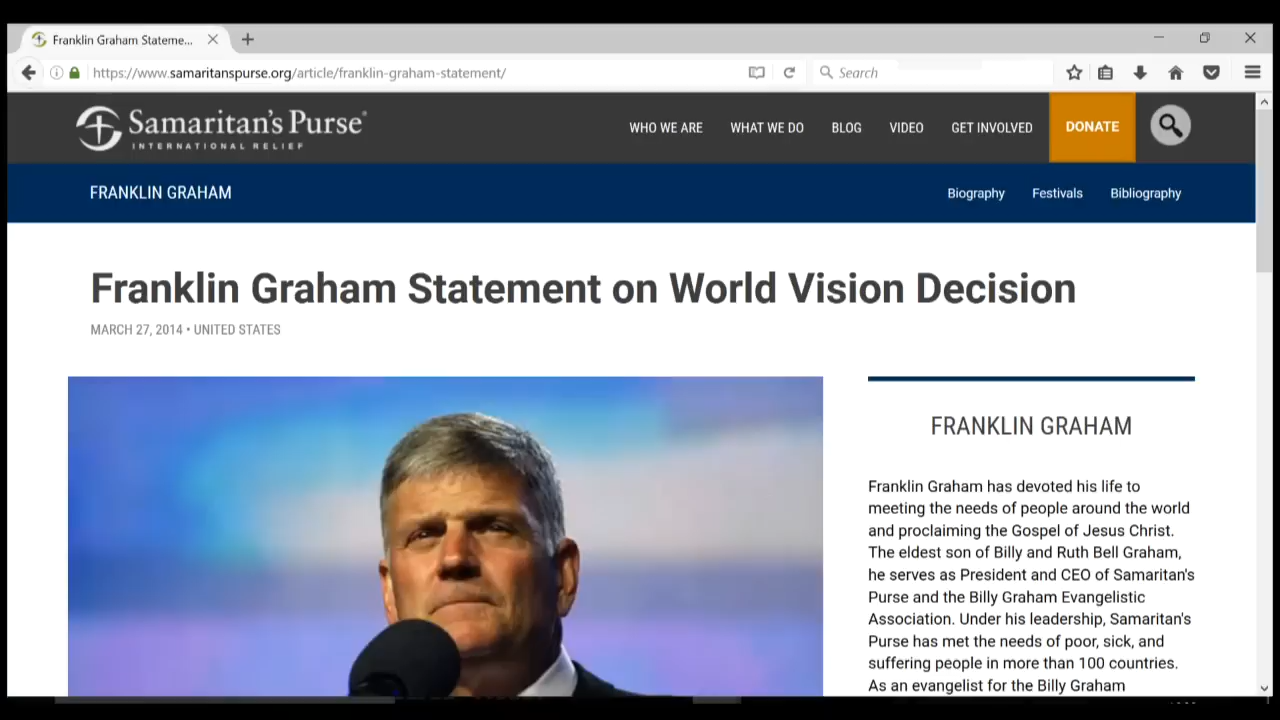 Franklin Graham Stateme...
https://www.samaritanspurse.org/article/franklin-graham-statement/
Search
Samaritan's Purse®
INTERNATIONAL RELIEF
WHO WE ARE
WHAT WE DO
BLOG
VIDEO
GET INVOLVED
DONATE
FRANKLIN GRAHAM
Biography
Festivals
Bibliography
Franklin Graham Statement on World Vision Decision
MARCH 27, 2014 • UNITED STATES
FRANKLIN GRAHAM
Franklin Graham has devoted his life to
meeting the needs of people around the world
and proclaiming the Gospel of Jesus Christ.
The eldest son of Billy and Ruth Bell Graham,
he serves as President and CEO of Samaritan's
Purse and the Billy Graham Evangelistic
Association. Under his leadership, Samaritan's
Purse has met the needs of poor, sick, and
suffering people in more than 100 countries.
As an evangelist for the Billy Graham